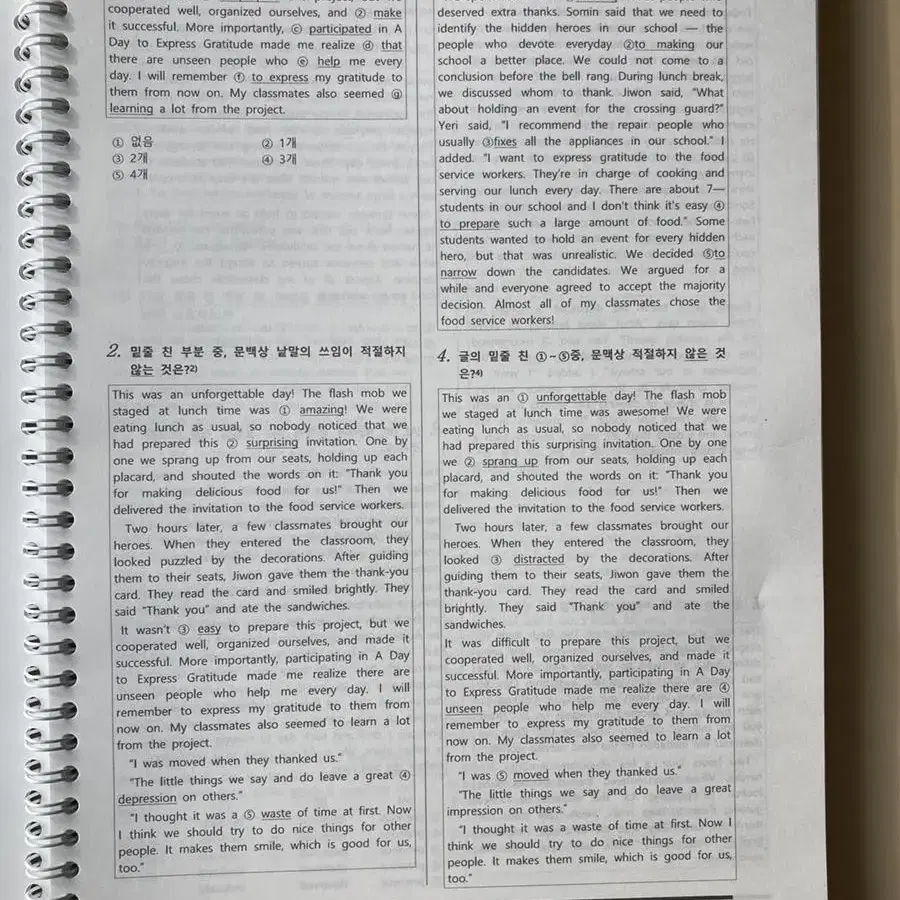 cooperated well, organized ourselves, and ② make
it successful. More importantly, ⓒ participated in A
Day to Express Gratitude made me realize ⓓ that
there are unseen people who ⓔ help me every
day. I will remember ⓕ to express my gratitude to
them from now on. My classmates also seemed ⓖ
learning a lot from the project.
① 없음 ② 1개
③ 2개 ④ 3개
⑤ 4개
2. 밑줄 친 부분 중, 문맥상 낱말의 쓰임이 적절하지
않는 것은?2)
This was an unforgettable day! The flash mob we
staged at lunch time was ① amazing! We were
eating lunch as usual, so nobody noticed that we
had prepared this ② surprising invitation. One by
one we sprang up from our seats, holding up each
placard, and shouted the words on it: "Thank you
for making delicious food for us!" Then we
delivered the invitation to the food service workers.
Two hours later, a few classmates brought our
heroes. When they entered the classroom, they
looked puzzled by the decorations. After guiding
them to their seats, Jiwon gave them the thank-you
card. They read the card and smiled brightly. They
said "Thank you" and ate the sandwiches.
It wasn't ③ easy to prepare this project, but we
cooperated well, organized ourselves, and made it
successful. More importantly, participating in A Day
to Express Gratitude made me realize there are
unseen people who help me every day. I will
remember to express my gratitude to them from
now on. My classmates also seemed to learn a lot
from the project.
"I was moved when they thanked us."
"The little things we say and do leave a great ④
depression on others."
"I thought it was a ⑤ waste of time at first. Now
I think we should try to do nice things for other
people. It makes them smile, which is good for us,
too."
deserved extra thanks. Somin said that we need to
identify the hidden heroes in our school — the
people who devote everyday ②to making our
school a better place. We could not come to a
conclusion before the bell rang. During lunch break,
we discussed whom to thank. Jiwon said, "What
about holding an event for the crossing guard?"
Yeri said, "I recommend the repair people who
usually ③fixes all the appliances in our school." I
added. "I want to express gratitude to the food
service workers. They're in charge of cooking and
serving our lunch every day. There are about 7—
students in our school and I don't think it's easy ④
to prepare such a large amount of food." Some
students wanted to hold an event for every hidden
hero, but that was unrealistic. We decided ⑤to
narrow down the candidates. We argued for a
while and everyone agreed to accept the majority
decision. Almost all of my classmates chose the
food service workers!
4. 글의 밑줄 친 ①~⑤중, 문맥상 적절하지 않은 것
은?4)
This was an ① unforgettable day! The flash mob
we staged at lunch time was awesome! We were
eating lunch as usual, so nobody noticed that we
had prepared this surprising invitation. One by one
we ② sprang up from our seats, holding up each
placard, and shouted the words on it: "Thank you
for making delicious food for us!" Then we
delivered the invitation to the food service workers.
Two hours later, a few classmates brought our
heroes. When they entered the classroom, they
looked ③ distracted by the decorations. After
guiding them to their seats, Jiwon gave them the
thank-you card. They read the card and smiled
brightly. They said "Thank you" and ate the
sandwiches.
It was difficult to prepare this project, but we
cooperated well, organized ourselves, and made it
successful. More importantly, participating in A Day
to Express Gratitude made me realize there are ④
unseen people who help me every day. I will
remember to express my gratitude to them from
now on. My classmates also seemed to learn a lot
from the project.
"I was ⑤ moved when they thanked us."
"The little things we say and do leave a great
impression on others."
"I thought it was a waste of time at first. Now I
think we should try to do nice things for other
people. It makes them smile, which is good for us,
too."